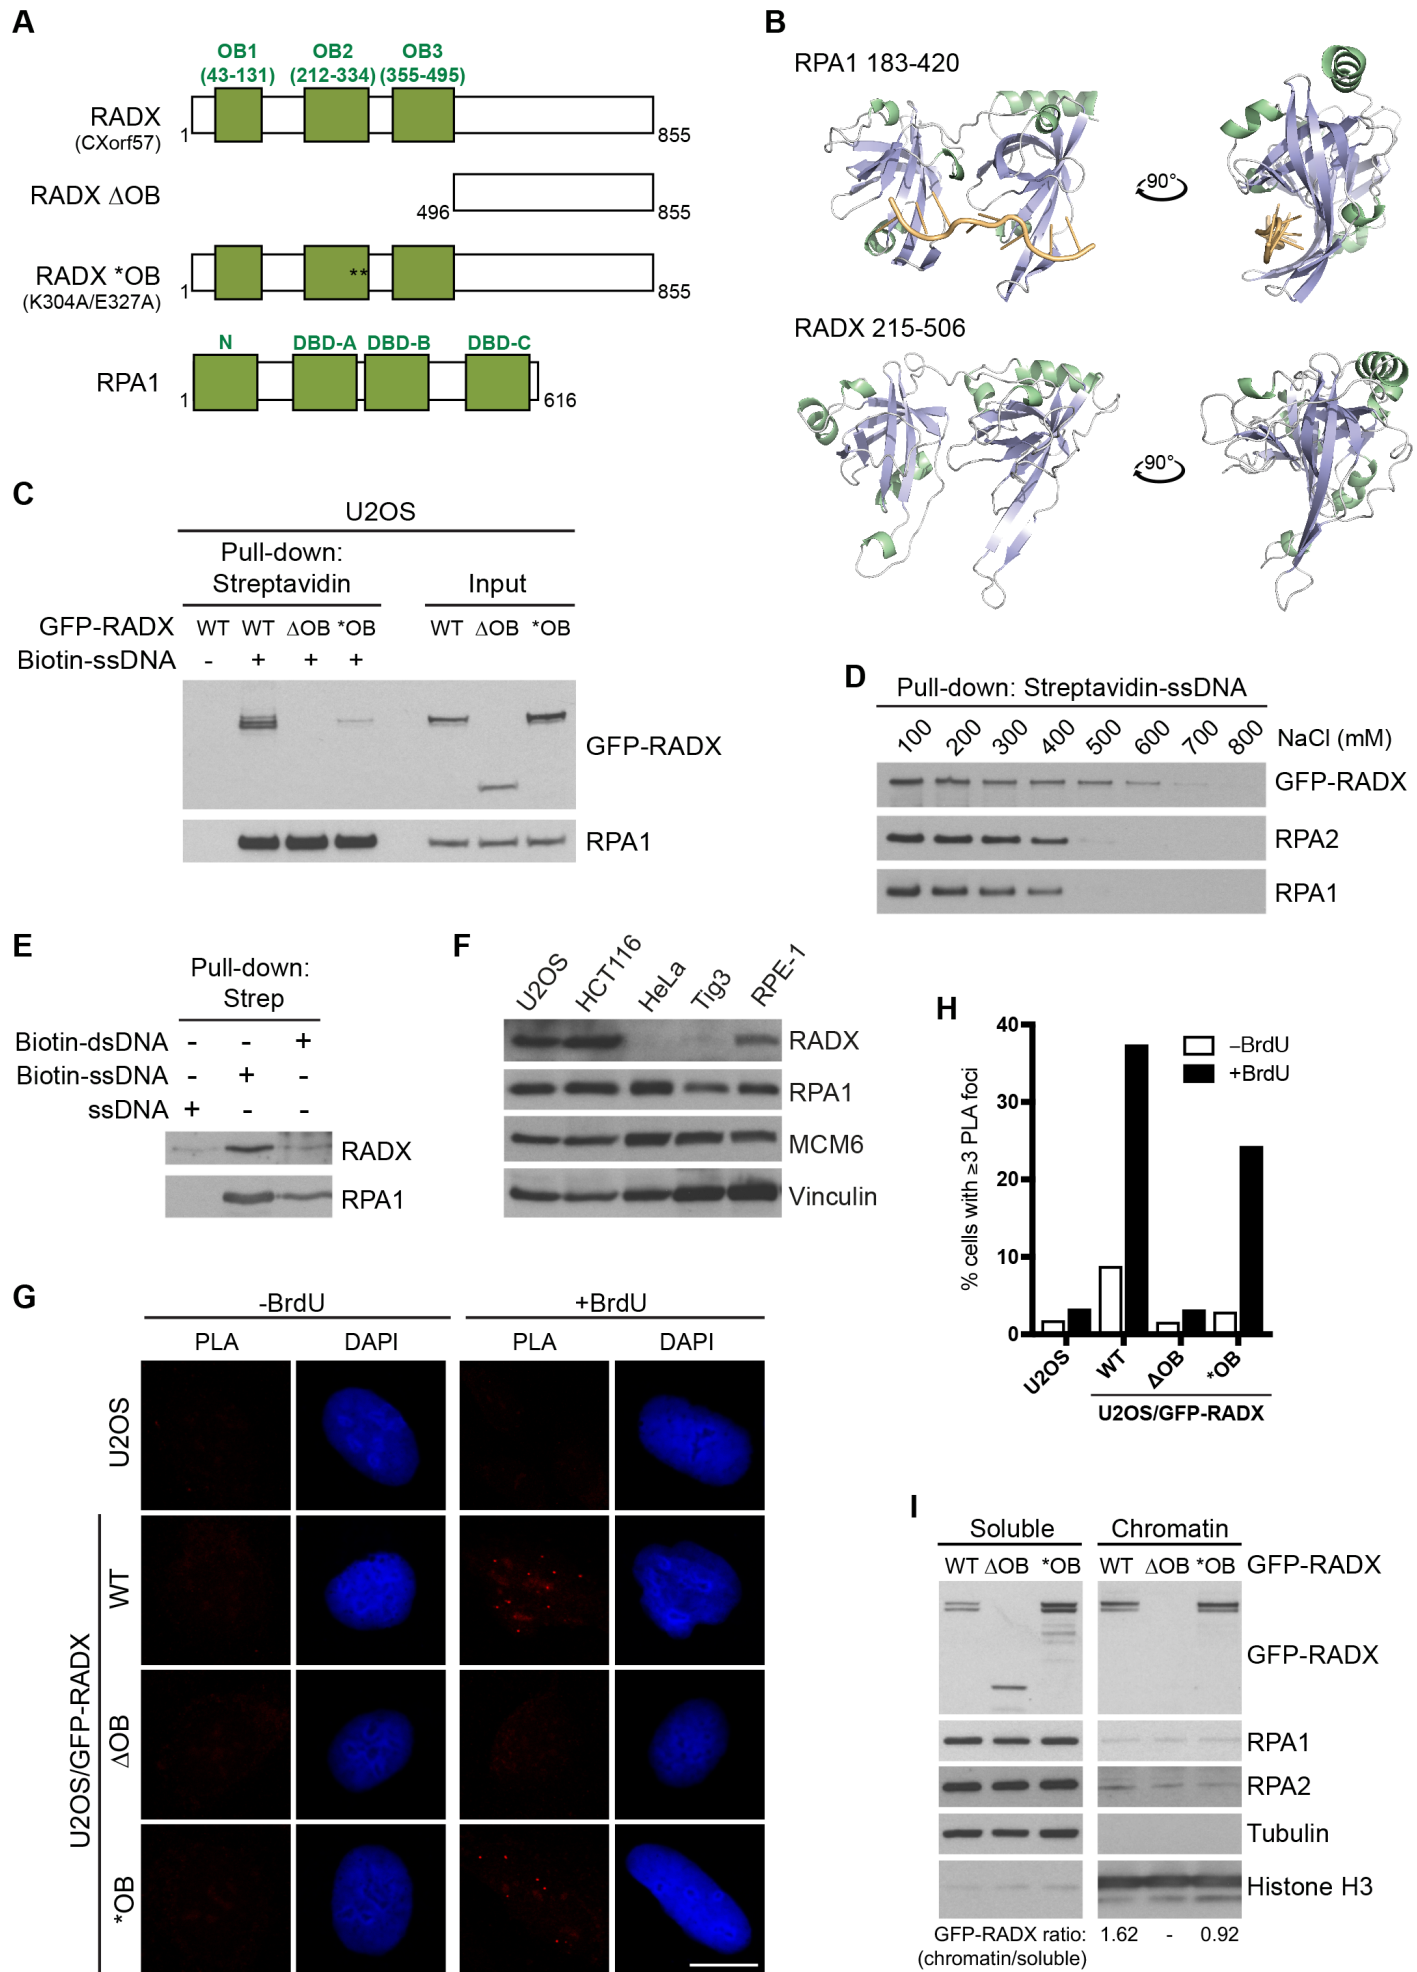 A
OB1 OB2 OB3
(43-131) (212-334) (355-495)
RADX
(CXorf57)
1 855
RADX ΔOB
496 855
RADX *OB
(K304A/E327A)
**
1 855
N DBD-A DBD-B DBD-C
RPA1
1 616
B
RPA1 183-420
90°
RADX 215-506
90°
C
U2OS
Pull-down:
Streptavidin Input
GFP-RADX WT WT ΔOB *OB WT ΔOB *OB
Biotin-ssDNA - + + +
GFP-RADX
RPA1
D
Pull-down: Streptavidin-ssDNA
100 200 300 400 500 600 700 800 NaCl (mM)
GFP-RADX
RPA2
RPA1
E
Pull-down:
Strep
Biotin-dsDNA - - +
Biotin-ssDNA - + -
ssDNA + - -
RADX
RPA1
F
U2OS HCT116 HeLa Tig3 RPE-1
RADX
RPA1
MCM6
Vinculin
H
% cells with ≥3 PLA foci
40
30
20
10
0
–BrdU
+BrdU
U2OS WT ΔOB *OB
U2OS/GFP-RADX
G
-BrdU +BrdU
PLA DAPI PLA DAPI
U2OS
WT
ΔOB
*OB
U2OS/GFP-RADX
I
Soluble Chromatin
WT ΔOB *OB WT ΔOB *OB GFP-RADX
GFP-RADX
RPA1
RPA2
Tubulin
Histone H3
GFP-RADX ratio: 1.62 - 0.92
(chromatin/soluble)